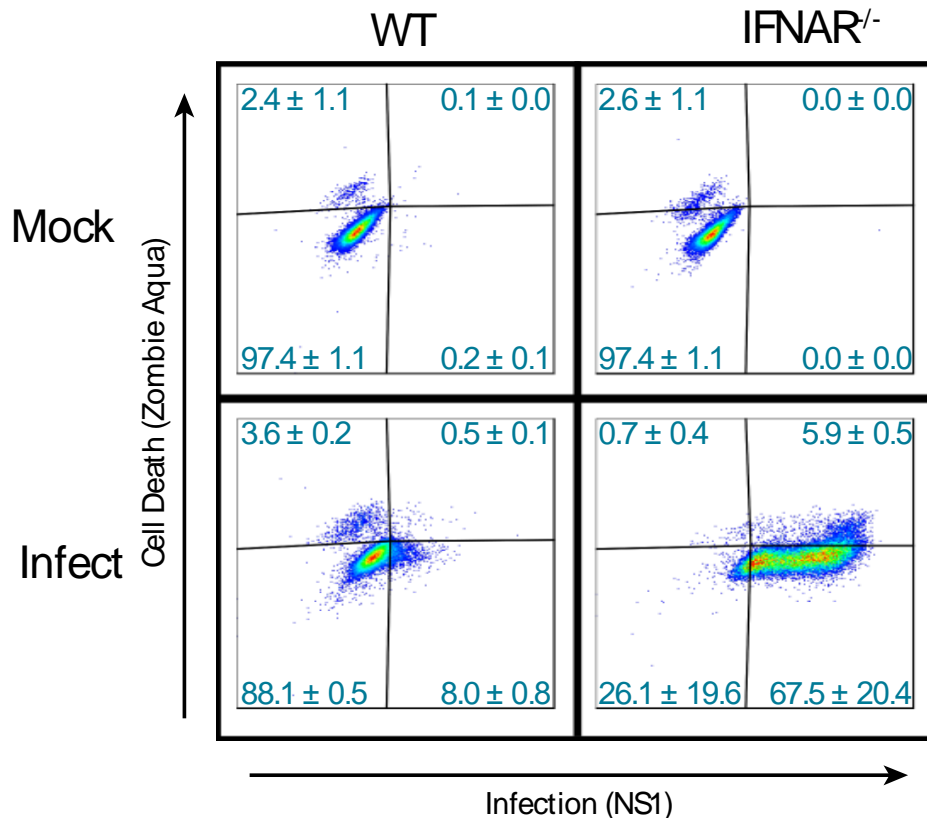 WT
IFNAR-/-
Mock
Infect
Cell Death (Zombie Aqua)
2.4 ± 1.1
0.1 ± 0.0
97.4 ± 1.1
0.2 ± 0.1
2.6 ± 1.1
0.0 ± 0.0
97.4 ± 1.1
0.0 ± 0.0
3.6 ± 0.2
0.5 ± 0.1
88.1 ± 0.5
8.0 ± 0.8
0.7 ± 0.4
5.9 ± 0.5
26.1 ± 19.6
67.5 ± 20.4
Infection (NS1)